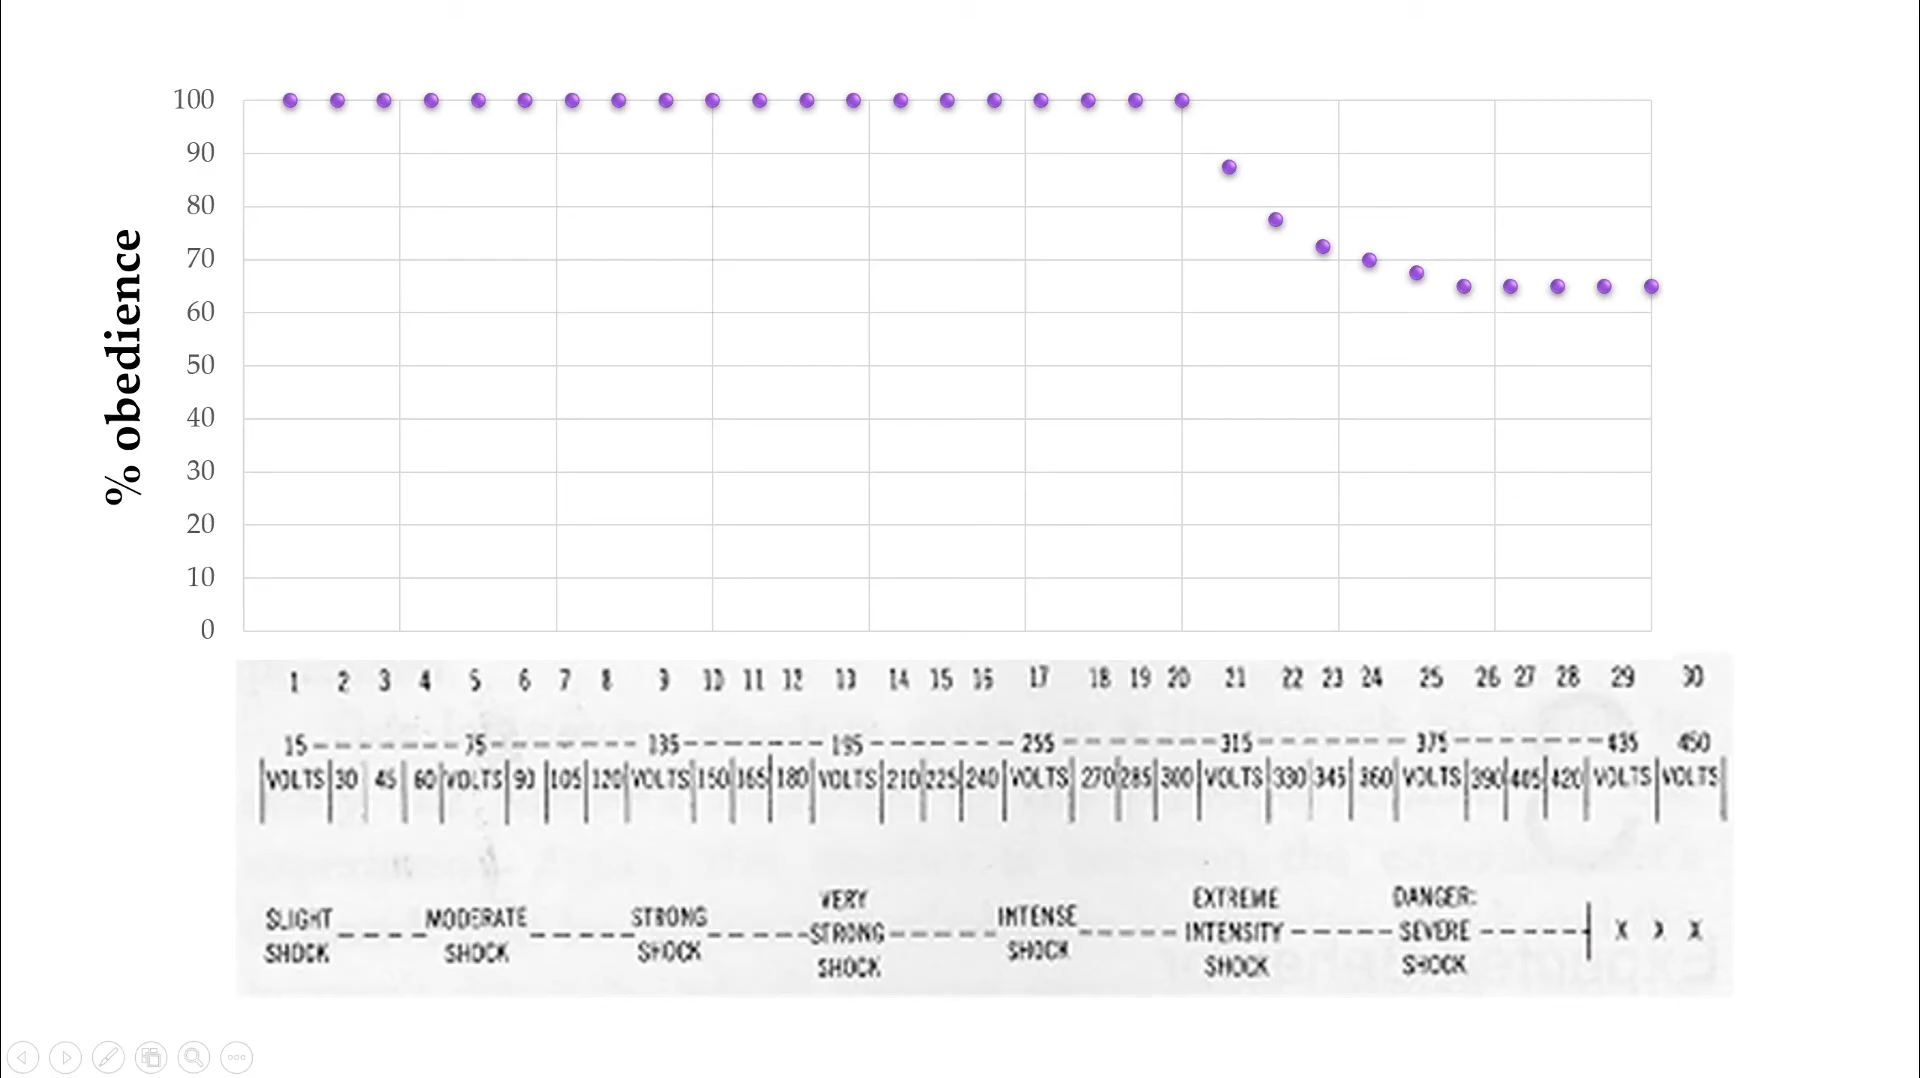 100
90
80
70
60
50
40
30
20
10
0
% obedience
1 2 3 4 5 6 7 8 9 10 11 12 13 14 15 16 17 18 19 20 21 22 23 24 25 26 27 28 29 30
15 75 135 195 255 315 375 435 450
VOLTS 30 45 60 VOLTS 90 105 120 VOLTS 150 165 180 VOLTS 210 225 240 VOLTS 270 285 300 VOLTS 330 345 360 VOLTS 390 405 420 VOLTS VOLTS
SLIGHT SHOCK
MODERATE SHOCK
STRONG SHOCK
VERY STRONG SHOCK
INTENSE SHOCK
EXTREME INTENSITY SHOCK
DANGER: SEVERE SHOCK
X X X